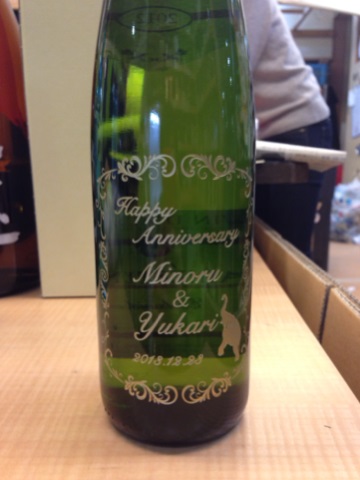 Happy
Anniversary
Minoru
&
Yukari
2013.12.23